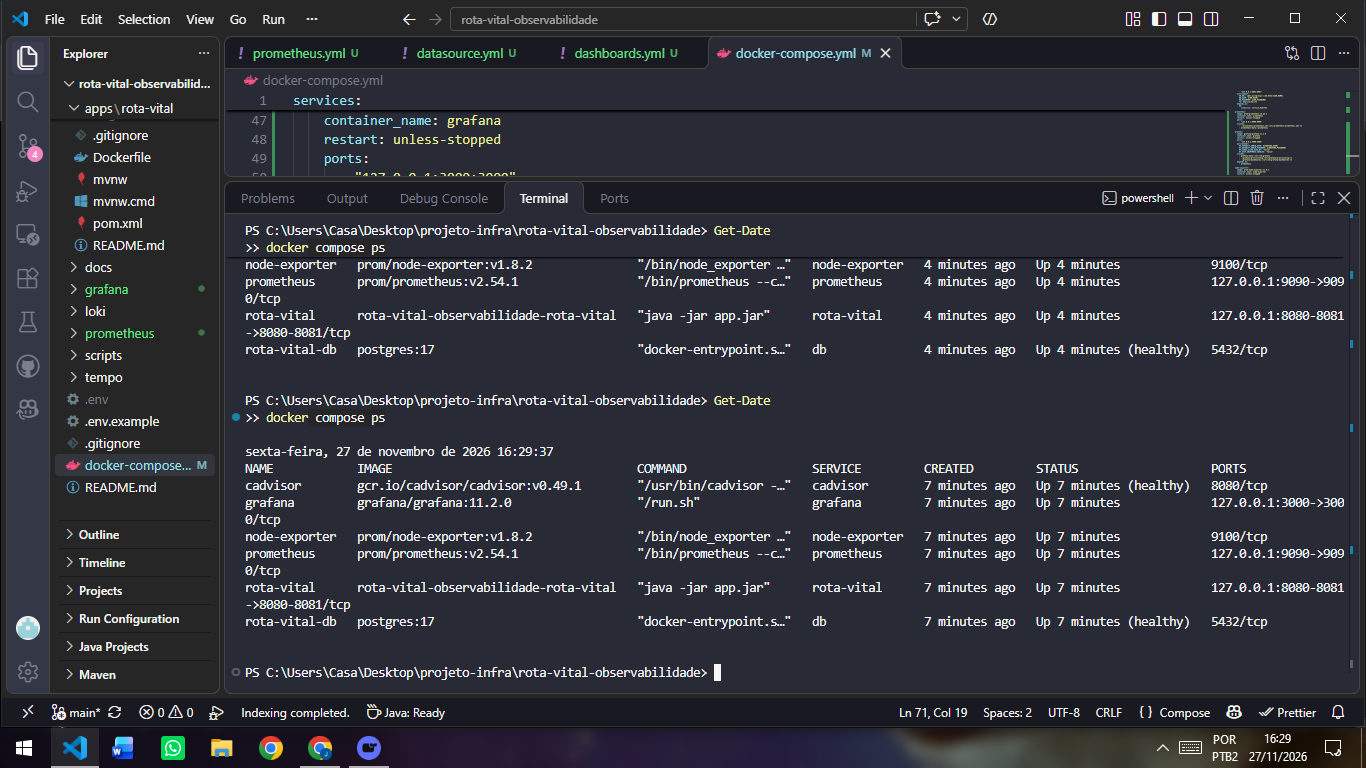 File Edit Selection View Go Run ··· rota-vital-observabilidade
Explorer ···
prometheus.yml U
datasource.yml U
dashboards.yml U
docker-compose.yml M
rota-vital-observabilid...
apps\rota-vital
.gitignore
Dockerfile
mvnw
mvnw.cmd
pom.xml
README.md
docs
grafana
loki
prometheus
scripts
tempo
.env
.env.example
.gitignore
docker-compose... M
README.md
Outline
Timeline
Projects
Run Configuration
Java Projects
Maven
4
docker-compose.yml
1 services:
47 container_name: grafana
48 restart: unless-stopped
49 ports:
Problems Output Debug Console Terminal Ports
powershell
PS C:\Users\Casa\Desktop\projeto-infra\rota-vital-observabilidade> Get-Date
>> docker compose ps
node-exporter prom/node-exporter:v1.8.2 "/bin/node_exporter …" node-exporter 4 minutes ago Up 4 minutes 9100/tcp
prometheus prom/prometheus:v2.54.1 "/bin/prometheus --c…" prometheus 4 minutes ago Up 4 minutes 127.0.0.1:9090->909
0/tcp
rota-vital rota-vital-observabilidade-rota-vital "java -jar app.jar" rota-vital 4 minutes ago Up 4 minutes 127.0.0.1:8080-8081
->8080-8081/tcp
rota-vital-db postgres:17 "docker-entrypoint.s…" db 4 minutes ago Up 4 minutes (healthy) 5432/tcp
PS C:\Users\Casa\Desktop\projeto-infra\rota-vital-observabilidade> Get-Date
>> docker compose ps
sexta-feira, 27 de novembro de 2026 16:29:37
NAME IMAGE COMMAND SERVICE CREATED STATUS PORTS
cadvisor gcr.io/cadvisor/cadvisor:v0.49.1 "/usr/bin/cadvisor -…" cadvisor 7 minutes ago Up 7 minutes (healthy) 8080/tcp
grafana grafana/grafana:11.2.0 "/run.sh" grafana 7 minutes ago Up 7 minutes 127.0.0.1:3000->300
0/tcp
node-exporter prom/node-exporter:v1.8.2 "/bin/node_exporter …" node-exporter 7 minutes ago Up 7 minutes 9100/tcp
prometheus prom/prometheus:v2.54.1 "/bin/prometheus --c…" prometheus 7 minutes ago Up 7 minutes 127.0.0.1:9090->909
0/tcp
rota-vital rota-vital-observabilidade-rota-vital "java -jar app.jar" rota-vital 7 minutes ago Up 7 minutes 127.0.0.1:8080-8081
->8080-8081/tcp
rota-vital-db postgres:17 "docker-entrypoint.s…" db 7 minutes ago Up 7 minutes (healthy) 5432/tcp
PS C:\Users\Casa\Desktop\projeto-infra\rota-vital-observabilidade>
main* 0 0 Indexing completed. Java: Ready Ln 71, Col 19 Spaces: 2 UTF-8 CRLF { } Compose Prettier
POR 16:29
PTB2 27/11/2026